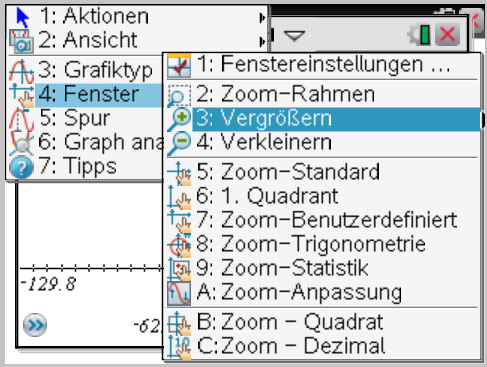 1: Aktionen
2: Ansicht
3: Grafiktyp
4: Fenster
5: Spur
6: Graph ana
7: Tipps
1: Fenstereinstellungen ...
2: Zoom-Rahmen
3: Vergrößern
4: Verkleinern
5: Zoom-Standard
6: 1. Quadrant
7: Zoom-Benutzerdefiniert
8: Zoom-Trigonometrie
9: Zoom-Statistik
A: Zoom-Anpassung
B: Zoom - Quadrat
C: Zoom - Dezimal
-129.8
-62